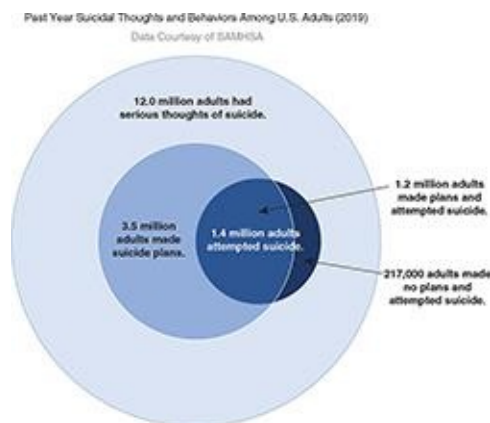 Past Year Suicidal Thoughts and Behaviors Among U.S. Adults (2019)
Data Courtesy of SAMHSA
12.0 million adults had
serious thoughts of suicide.
3.5 million
adults made
suicide plans.
1.4 million adults
attempted suicide.
1.2 million adults
made plans and
attempted suicide.
217,000 adults made
no plans and
attempted suicide.